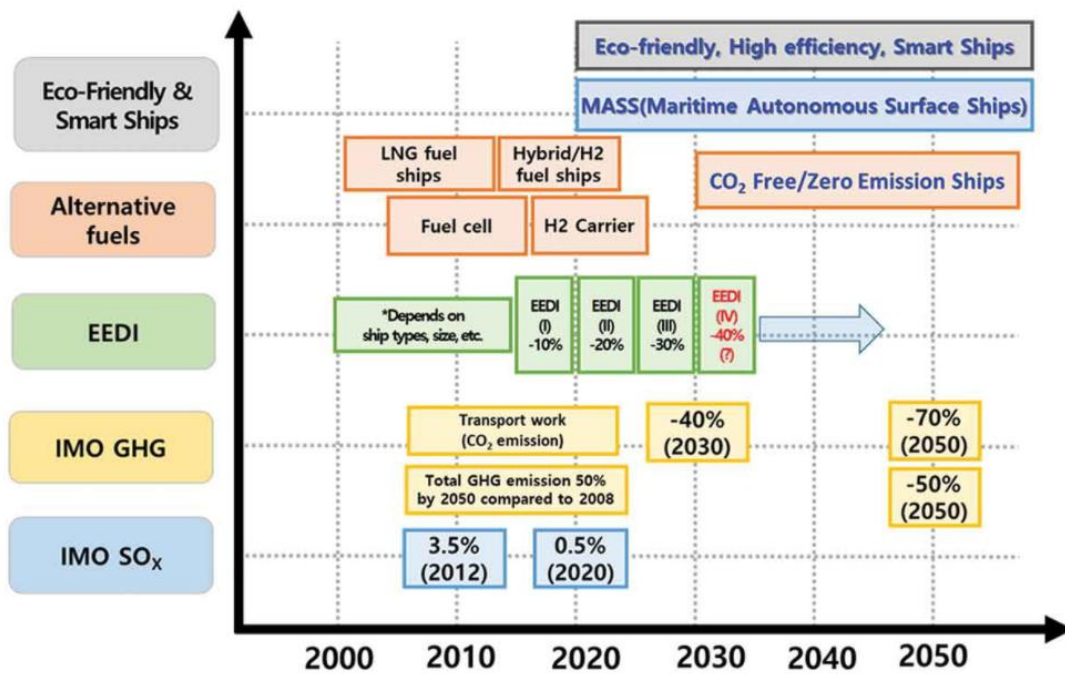 Eco-friendly, High efficiency, Smart Ships
Eco-Friendly &
Smart Ships
MASS(Maritime Autonomous Surface Ships)
LNG fuel
ships
Hybrid/H2
fuel ships
CO₂ Free/Zero Emission Ships
Alternative
fuels
Fuel cell
H2 Carrier
EEDI
*Depends on
ship types, size, etc.
EEDI
(I)
-10%
EEDI
(II)
-20%
EEDI
(III)
-30%
EEDI
(IV)
-40%
(?)
IMO GHG
Transport work
(CO₂ emission)
-40%
(2030)
-70%
(2050)
Total GHG emission 50%
by 2050 compared to 2008
-50%
(2050)
IMO SOₓ
3.5%
(2012)
0.5%
(2020)
2000 2010 2020 2030 2040 2050